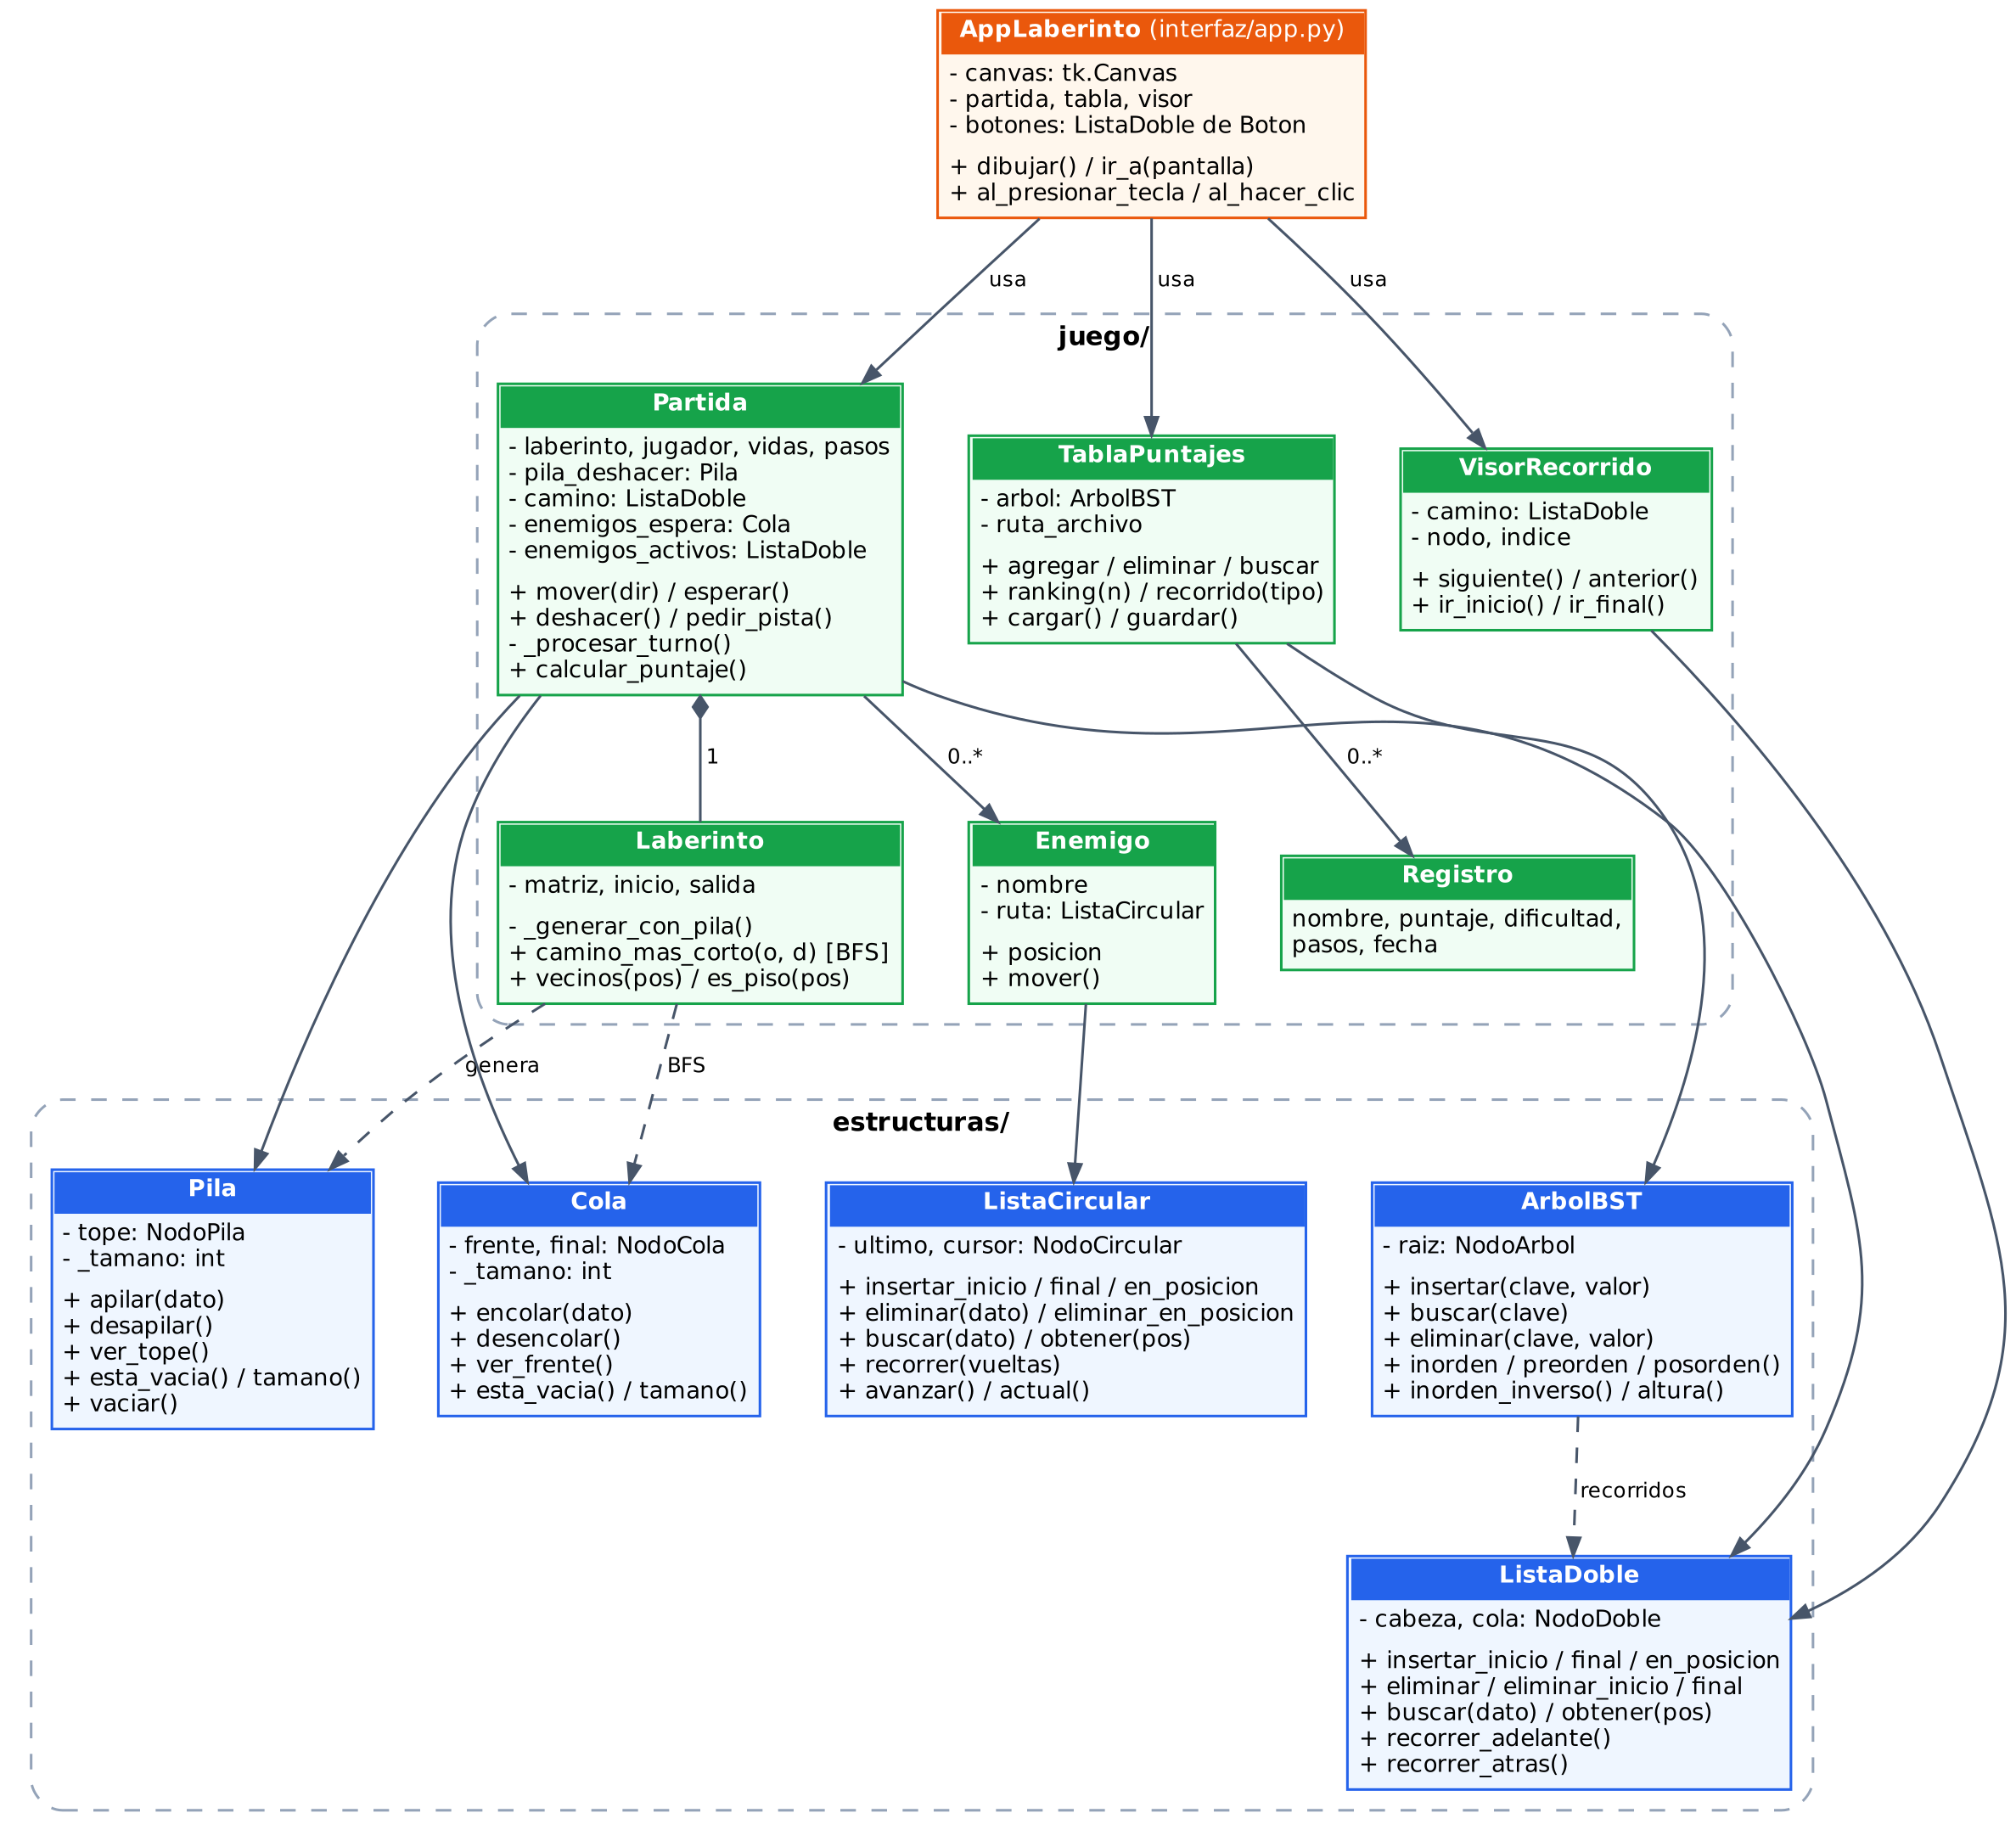 AppLaberinto (interfaz/app.py)
- canvas: tk.Canvas
- partida, tabla, visor
- botones: ListaDoble de Boton
+ dibujar() / ir_a(pantalla)
+ al_presionar_tecla / al_hacer_clic
usa
usa
usa
juego/
Partida
- laberinto, jugador, vidas, pasos
- pila_deshacer: Pila
- camino: ListaDoble
- enemigos_espera: Cola
- enemigos_activos: ListaDoble
+ mover(dir) / esperar()
+ deshacer() / pedir_pista()
- _procesar_turno()
+ calcular_puntaje()
TablaPuntajes
- arbol: ArbolBST
- ruta_archivo
+ agregar / eliminar / buscar
+ ranking(n) / recorrido(tipo)
+ cargar() / guardar()
VisorRecorrido
- camino: ListaDoble
- nodo, indice
+ siguiente() / anterior()
+ ir_inicio() / ir_final()
1
0..*
0..*
Laberinto
- matriz, inicio, salida
- _generar_con_pila()
+ camino_mas_corto(o, d) [BFS]
+ vecinos(pos) / es_piso(pos)
Enemigo
- nombre
- ruta: ListaCircular
+ posicion
+ mover()
Registro
nombre, puntaje, dificultad,
pasos, fecha
genera
BFS
estructuras/
Pila
- tope: NodoPila
- _tamano: int
+ apilar(dato)
+ desapilar()
+ ver_tope()
+ esta_vacia() / tamano()
+ vaciar()
Cola
- frente, final: NodoCola
- _tamano: int
+ encolar(dato)
+ desencolar()
+ ver_frente()
+ esta_vacia() / tamano()
ListaCircular
- ultimo, cursor: NodoCircular
+ insertar_inicio / final / en_posicion
+ eliminar(dato) / eliminar_en_posicion
+ buscar(dato) / obtener(pos)
+ recorrer(vueltas)
+ avanzar() / actual()
ArbolBST
- raiz: NodoArbol
+ insertar(clave, valor)
+ buscar(clave)
+ eliminar(clave, valor)
+ inorden / preorden / posorden()
+ inorden_inverso() / altura()
recorridos
ListaDoble
- cabeza, cola: NodoDoble
+ insertar_inicio / final / en_posicion
+ eliminar / eliminar_inicio / final
+ buscar(dato) / obtener(pos)
+ recorrer_adelante()
+ recorrer_atras()